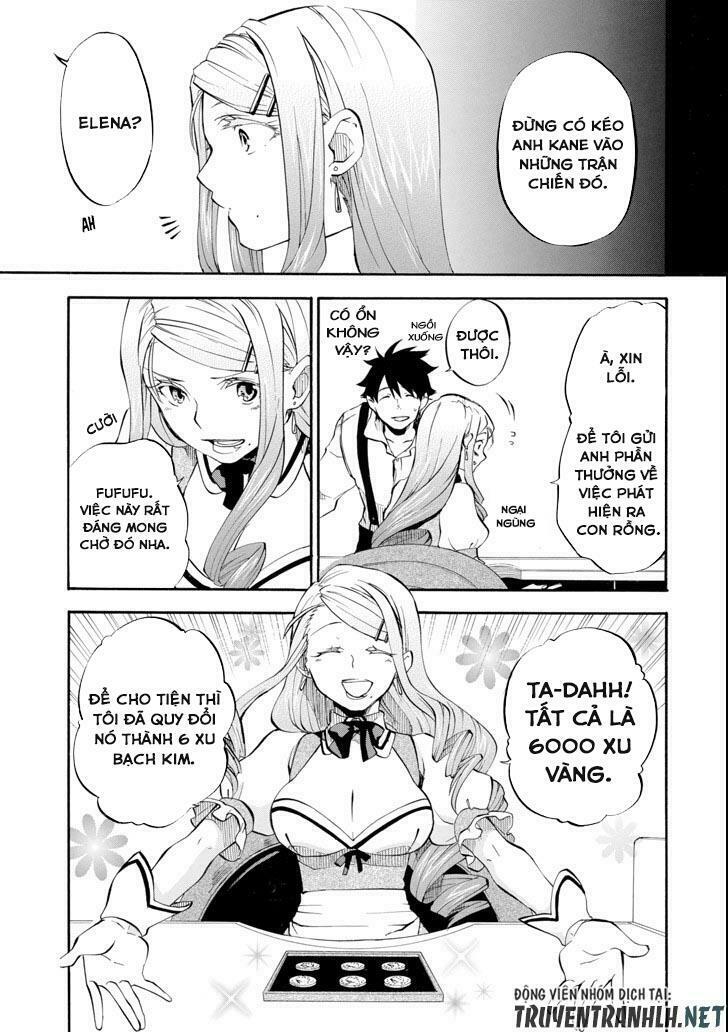 ĐỪNG CÓ KÉO
ANH KANE VÀO
NHỮNG TRẬN
CHIẾN ĐÓ.
ELENA?
AH
À, XIN
LỖI.
ĐỂ TÔI GỬI
ANH PHẦN
THƯỞNG VỀ
VIỆC PHÁT
HIỆN RA
CON RỒNG.
ĐƯỢC
THÔI.
NGỒI
XUỐNG
CÓ ỔN
KHÔNG
VẬY?
NGẠI
NGÙNG
CƯỜI
FUFUFU.
VIỆC NÀY RẤT
ĐÁNG MONG
CHỜ ĐÓ NHA.
TA-DAHH!
TẤT CẢ LÀ
6000 XU
VÀNG.
ĐỂ CHO TIỆN THÌ
TÔI ĐÃ QUY ĐỔI
NÓ THÀNH 6 XU
BẠCH KIM.
ĐỘNG VIÊN NHÓM DỊCH TẠI:
TRUYENTRANHLH.NET